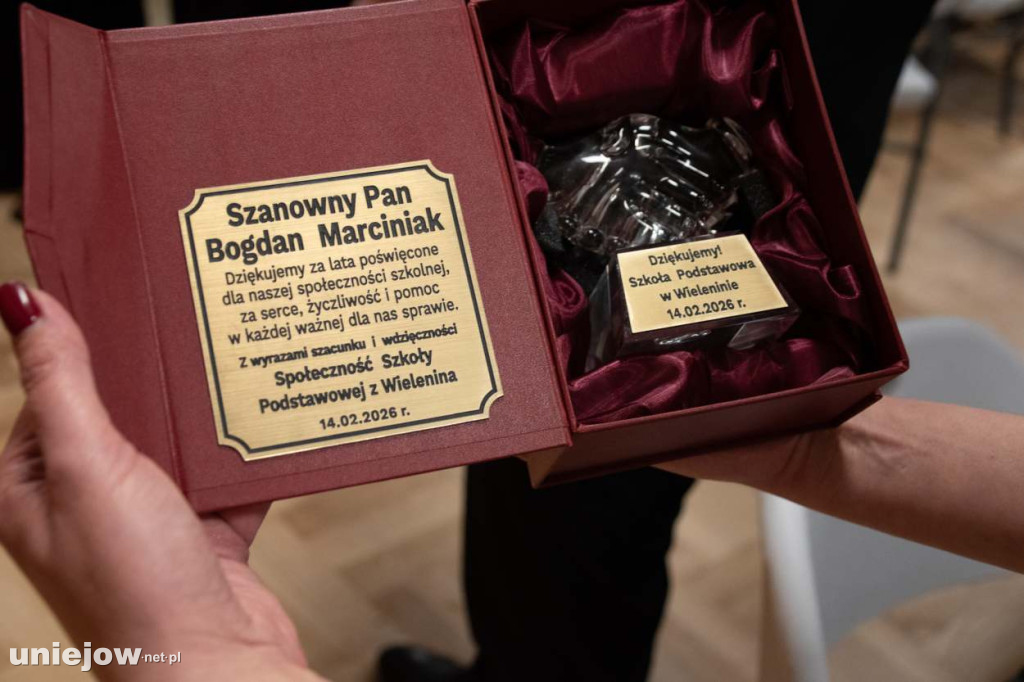 Szanowny Pan
Bogdan Marciniak
Dziękujemy za lata poświęcone
dla naszej społeczności szkolnej,
za serce, życzliwość i pomoc
w każdej ważnej dla nas sprawie.
z wyrazami szacunku i wdzięczności
Społeczność Szkoły
Podstawowej z Wielenina
14.02.2026 r.
Dziękujemy!
Szkoła Podstawowa
w Wieleninie
14.02.2026 r.
uniejow.net.pl